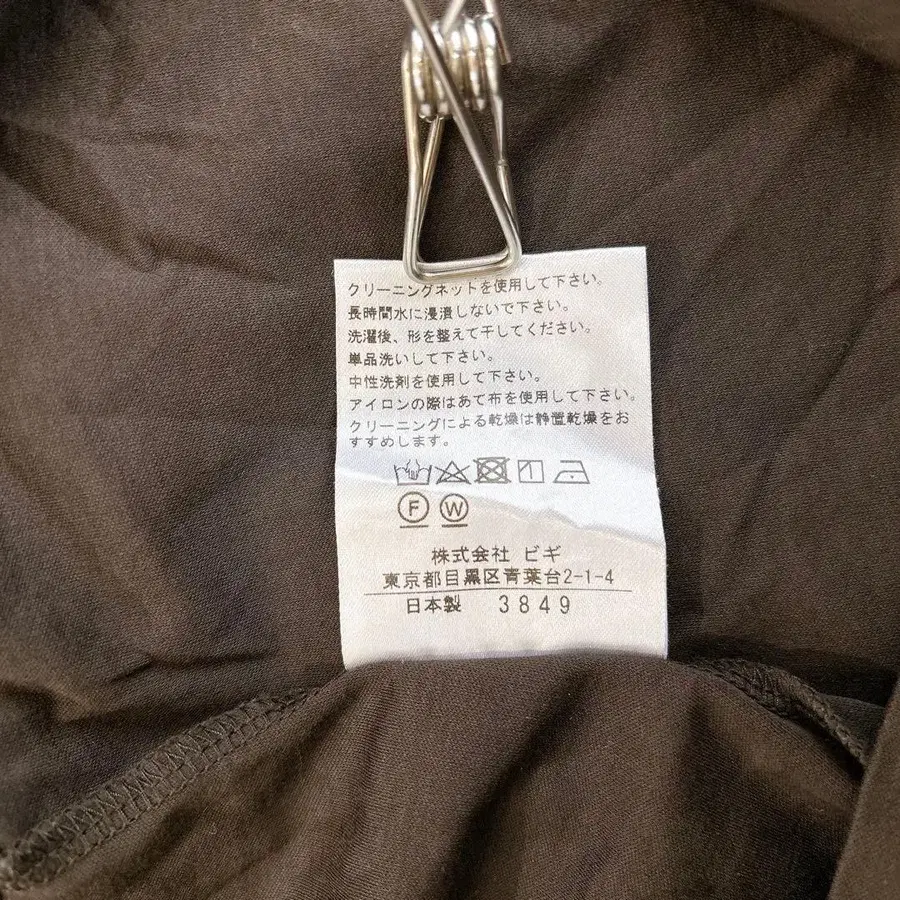 クリーニングネットを使用して下さい。
長時間水に浸漬しないで下さい。
洗濯後、形を整えて干してください。
単品洗いして下さい。
中性洗剤を使用して下さい。
アイロンの際はあて布を使用して下さい。
クリーニングによる乾燥は静置乾燥をお
すすめします。
F W
株式会社 ビギ
東京都目黒区青葉台2-1-4
日本製 3849